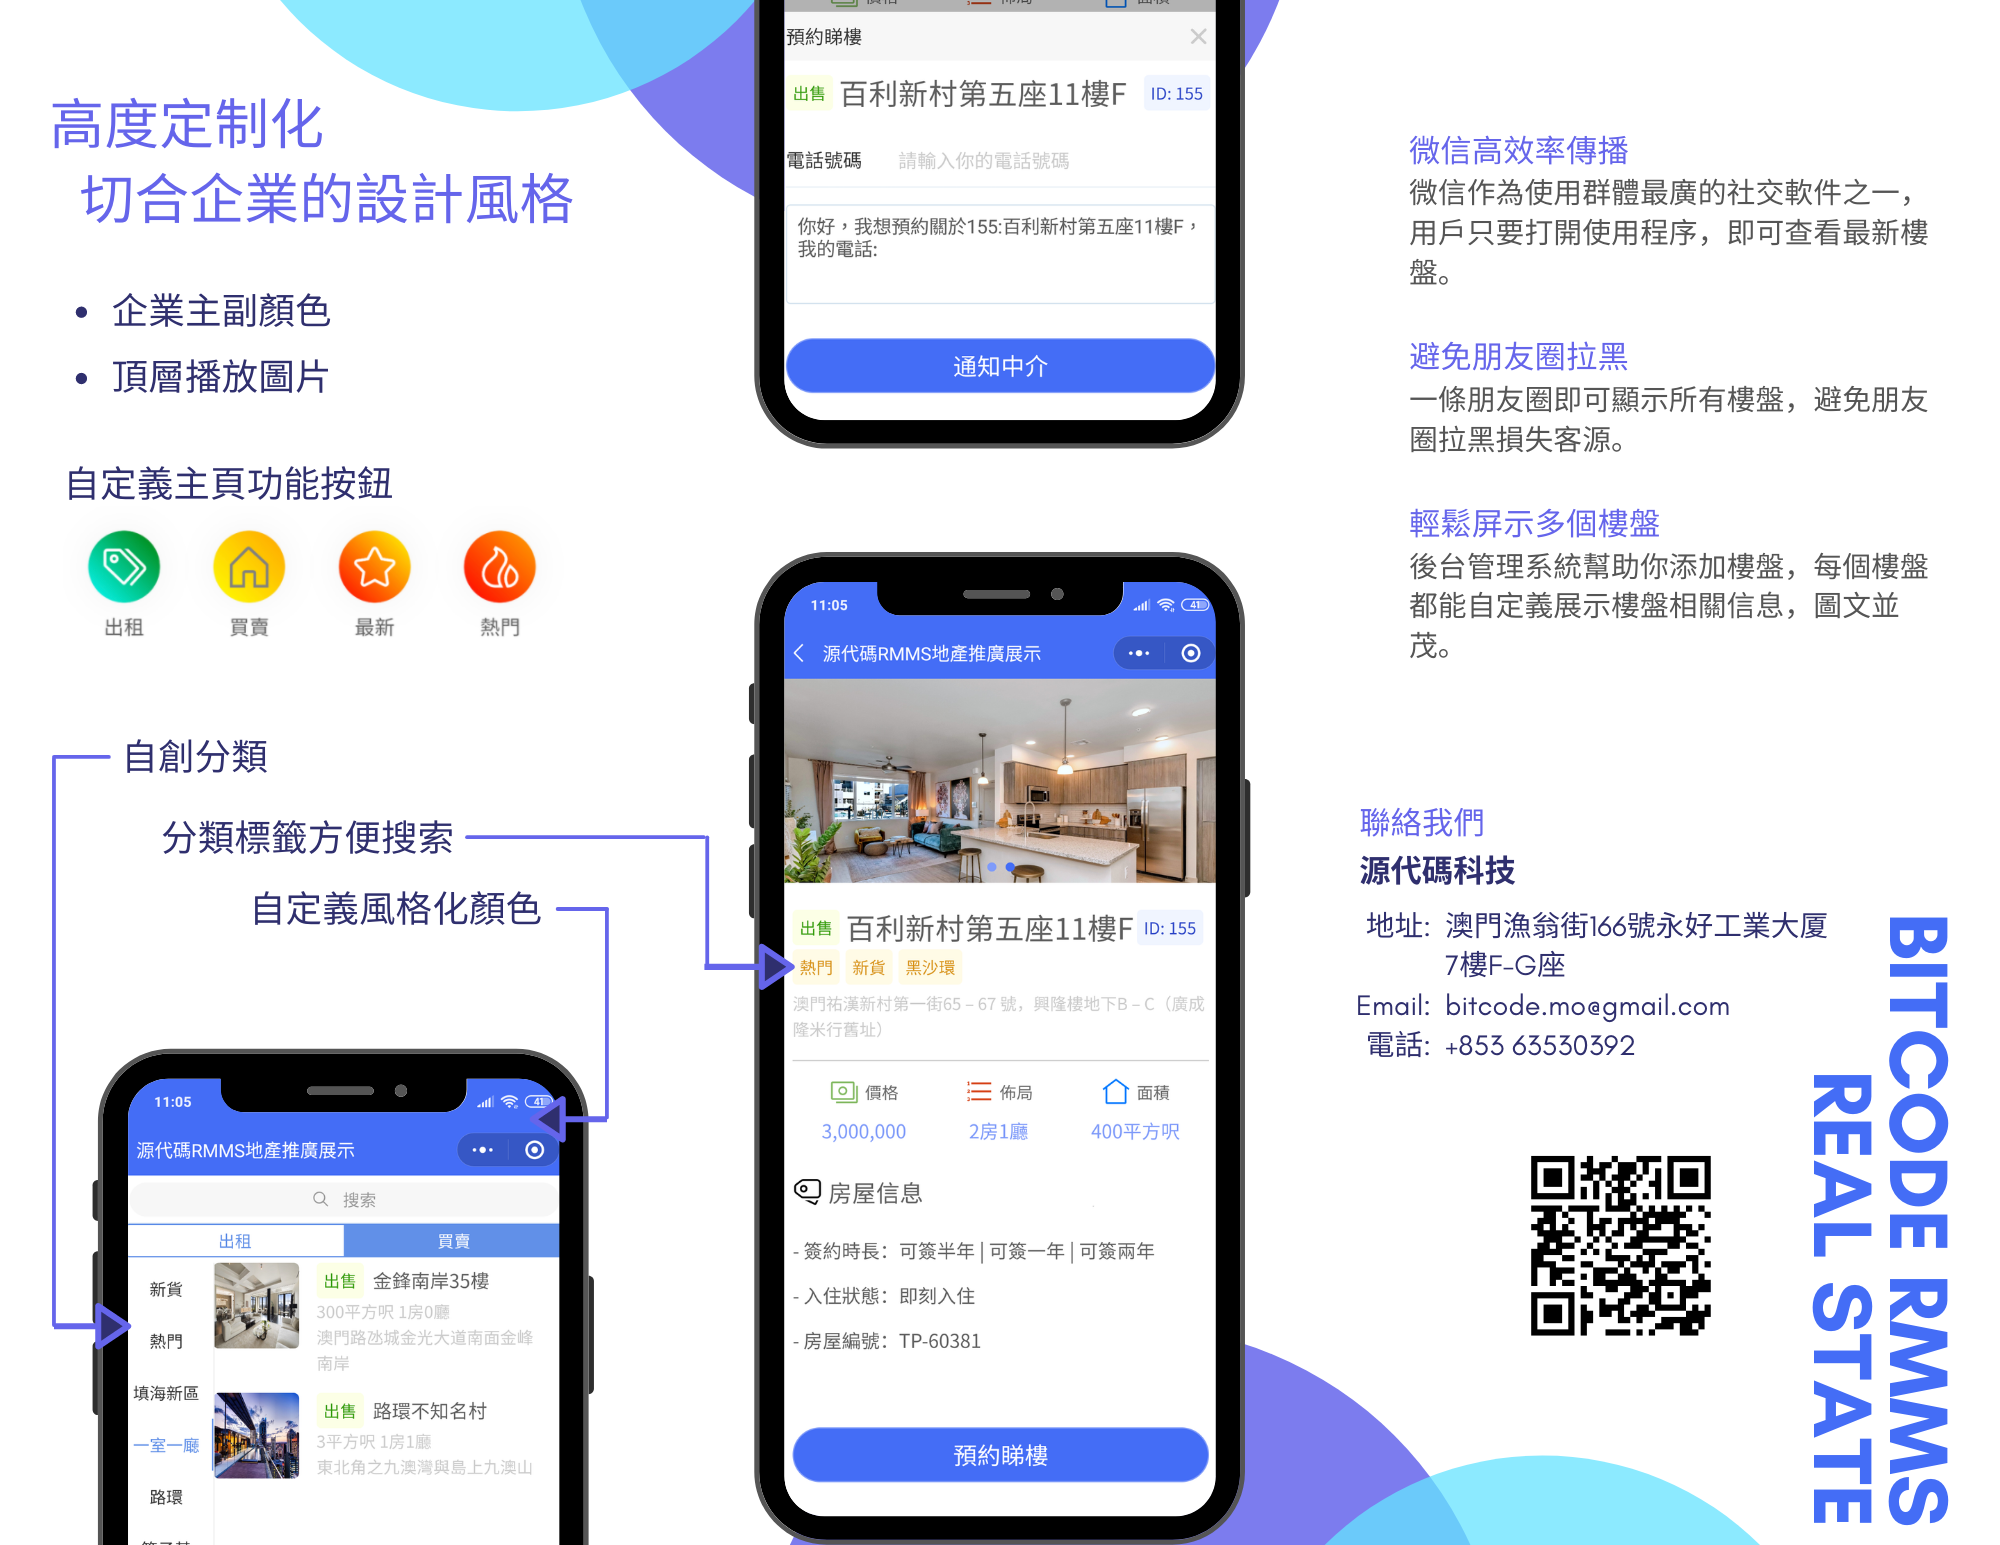 高度定制化
切合企業的設計風格
• 企業主副顏色
• 頂層播放圖片
自定義主頁功能按鈕
出租
買賣
最新
熱門
自創分類
分類標籤方便搜索
自定義風格化顏色
11:05
41
源代碼RMMS地產推廣展示
搜索
出租
買賣
新貨
熱門
填海新區
一室一廳
路環
出售 金鋒南岸35樓
300平方呎 1房0廳
澳門路氹城金光大道南面金峰
南岸
出售 路環不知名村
3平方呎 1房1廳
東北角之九澳灣與島上九澳山
價格 佈局 面積
預約睇樓
出售 百利新村第五座11樓F ID: 155
電話號碼 請輸入你的電話號碼
你好，我想預約關於155:百利新村第五座11樓F，
我的電話:
通知中介
11:05
41
源代碼RMMS地產推廣展示
出售 百利新村第五座11樓F ID: 155
熱門 新貨 黑沙環
澳門祐漢新村第一街65－67 號，興隆樓地下B－C（廣成
隆米行舊址）
價格 佈局 面積
3,000,000 2房1廳 400平方呎
房屋信息
- 簽約時長：可簽半年 | 可簽一年 | 可簽兩年
- 入住狀態：即刻入住
- 房屋編號：TP-60381
預約睇樓
微信高效率傳播
微信作為使用群體最廣的社交軟件之一，
用戶只要打開使用程序，即可查看最新樓
盤。
避免朋友圈拉黑
一條朋友圈即可顯示所有樓盤，避免朋友
圈拉黑損失客源。
輕鬆屏示多個樓盤
後台管理系統幫助你添加樓盤，每個樓盤
都能自定義展示樓盤相關信息，圖文並
茂。
聯絡我們
源代碼科技
地址: 澳門漁翁街166號永好工業大廈
7樓F-G座
Email: bitcode.mo@gmail.com
電話: +853 63530392
BITCODE RMMS
REAL STATE